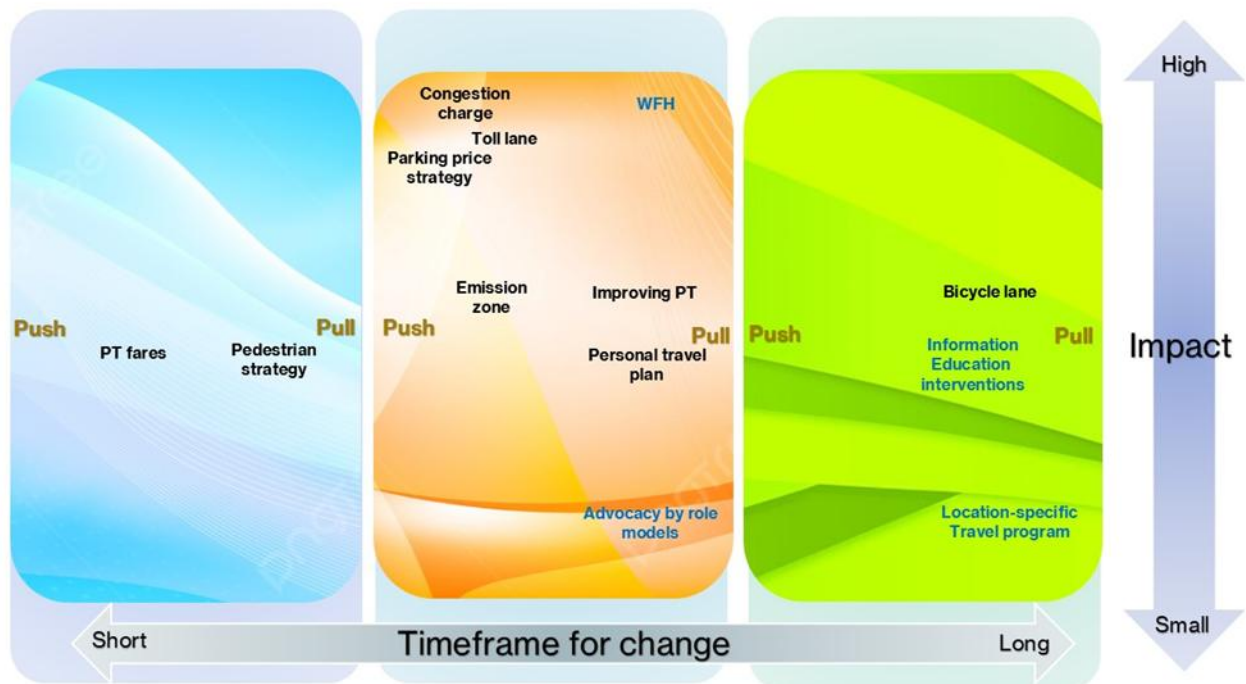 Push
PT fares
Pedestrian
strategy
Pull
Congestion
charge
WFH
Toll lane
Parking price
strategy
Emission
zone
Improving PT
Push
Pull
Personal travel
plan
Advocacy by role
models
Bicycle lane
Push
Pull
Information
Education
interventions
Location-specific
Travel program
High
Impact
Small
Short
Timeframe for change
Long